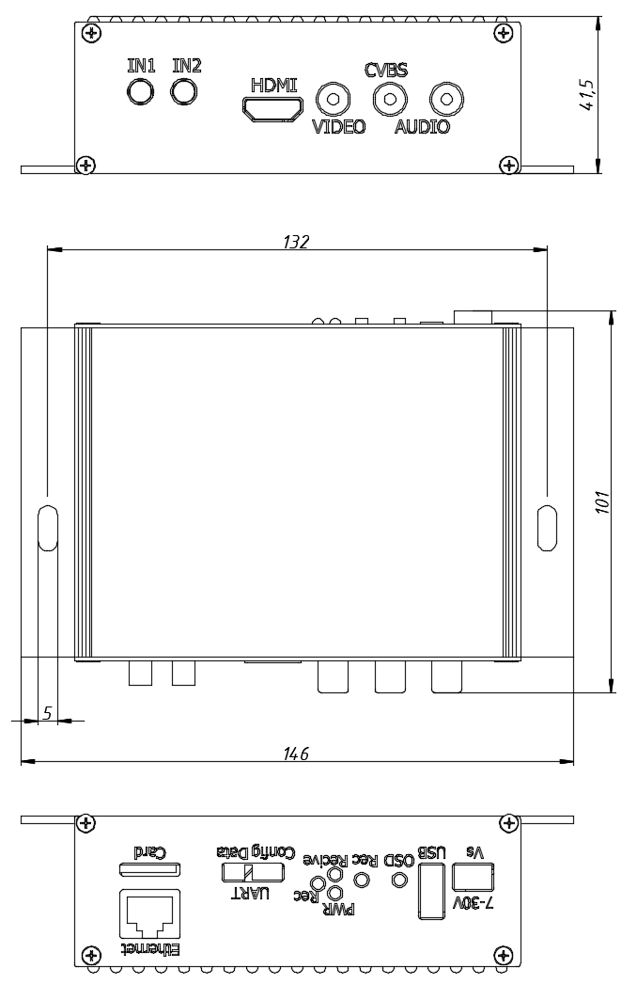 IN1 IN2
HDMI
CVBS
VIDEO
AUDIO
41,5
132
101
5
146
Card
Config Data
Recive
Rec
OSD
USB
Vs
UART
Rec
PWR
7-30V
Ethernet